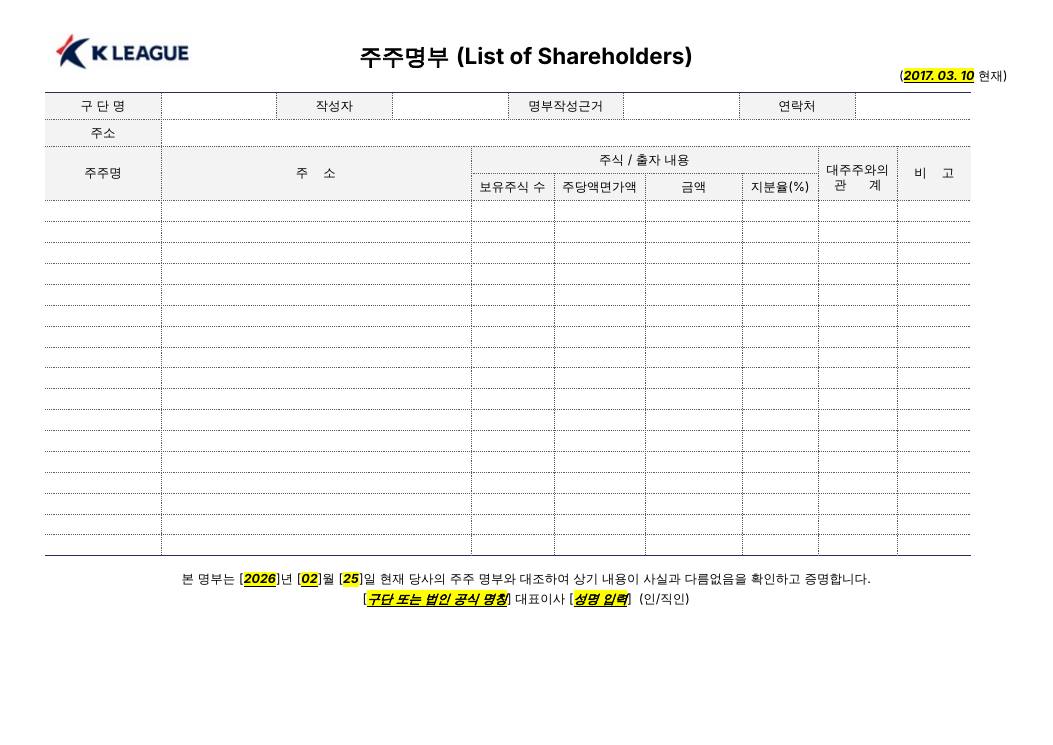 K LEAGUE
주주명부 (List of Shareholders)
(2017. 03. 10 현재)
구 단 명 작성자 명부작성근거 연락처
주소
주주명 주 소 주식 / 출자 내용 대주주와의 관 계 비 고
보유주식 수 주당액면가액 금액 지분율(%)
본 명부는 [2026]년 [02]월 [25]일 현재 당사의 주주 명부와 대조하여 상기 내용이 사실과 다름없음을 확인하고 증명합니다.
[구단 또는 법인 공식 명칭] 대표이사 [성명 입력] (인/직인)